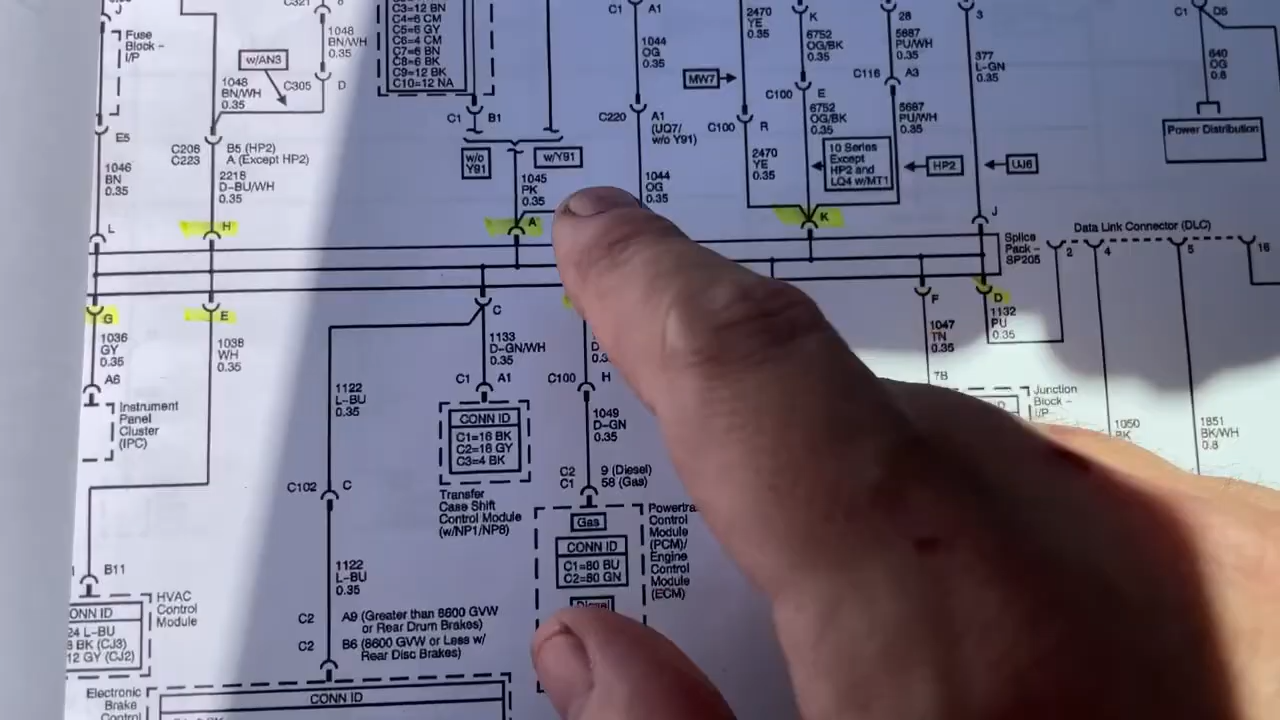 Fuse
Block –
I/P
E5
1046
BN
0.35
L
G
1036
GY
0.35
A6
Instrument
Panel
Cluster
(IPC)
w/AN3
1048
BN/WH
0.35
C305
D
1048
BN/WH
0.35
C206
C223
B5 (HP2)
A (Except HP2)
2218
D-BU/WH
0.35
H
E
1038
WH
0.35
B11
HVAC
Control
Module
24 L-BU
BK (CJ3)
12 GY (CJ2)
Electronic
Brake
Control
C3=12 BN
C4=6 CM
C5=6 GY
C6=4 CM
C7=6 BN
C8=6 BK
C9=12 BK
C10=12 NA
C1
B1
w/o
Y91
w/Y91
1045
PK
0.35
A
C1
A1
1044
OG
0.35
C220
A1
(UQ7/
w/o Y91)
1044
OG
0.35
2470
YE
0.35
MW7
C100
R
2470
YE
0.35
K
6752
OG/BK
0.35
C100
E
6752
OG/BK
0.35
10 Series
Except
HP2 and
LQ4 w/MT1
K
28
5687
PU/WH
0.35
C116
A3
5687
PU/WH
0.35
HP2
3
377
L-GN
0.35
UJ6
J
C1
D5
640
OG
0.8
Power Distribution
Splice
Pack –
SP205
Data Link Connector (DLC)
2
4
5
16
C
1133
D-GN/WH
0.35
C1
A1
CONN ID
C1=16 BK
C2=16 GY
C3=4 BK
Transfer
Case Shift
Control Module
(w/NP1/NP8)
1122
L-BU
0.35
C102
C
1122
L-BU
0.35
C2
A9 (Greater than 8600 GVW
or Rear Drum Brakes)
C2
B6 (8600 GVW or Less w/
Rear Disc Brakes)
CONN ID
C100
H
1049
D-GN
0.35
C2
C1
9 (Diesel)
58 (Gas)
Gas
CONN ID
C1=80 BU
C2=80 GN
Diesel
Control
Module
(PCM)/
Engine
Control
Module
(ECM)
F
1047
TN
0.35
7B
Junction
Block –
I/P
D
1132
PU
0.35
1050
1851
BK/WH
0.8